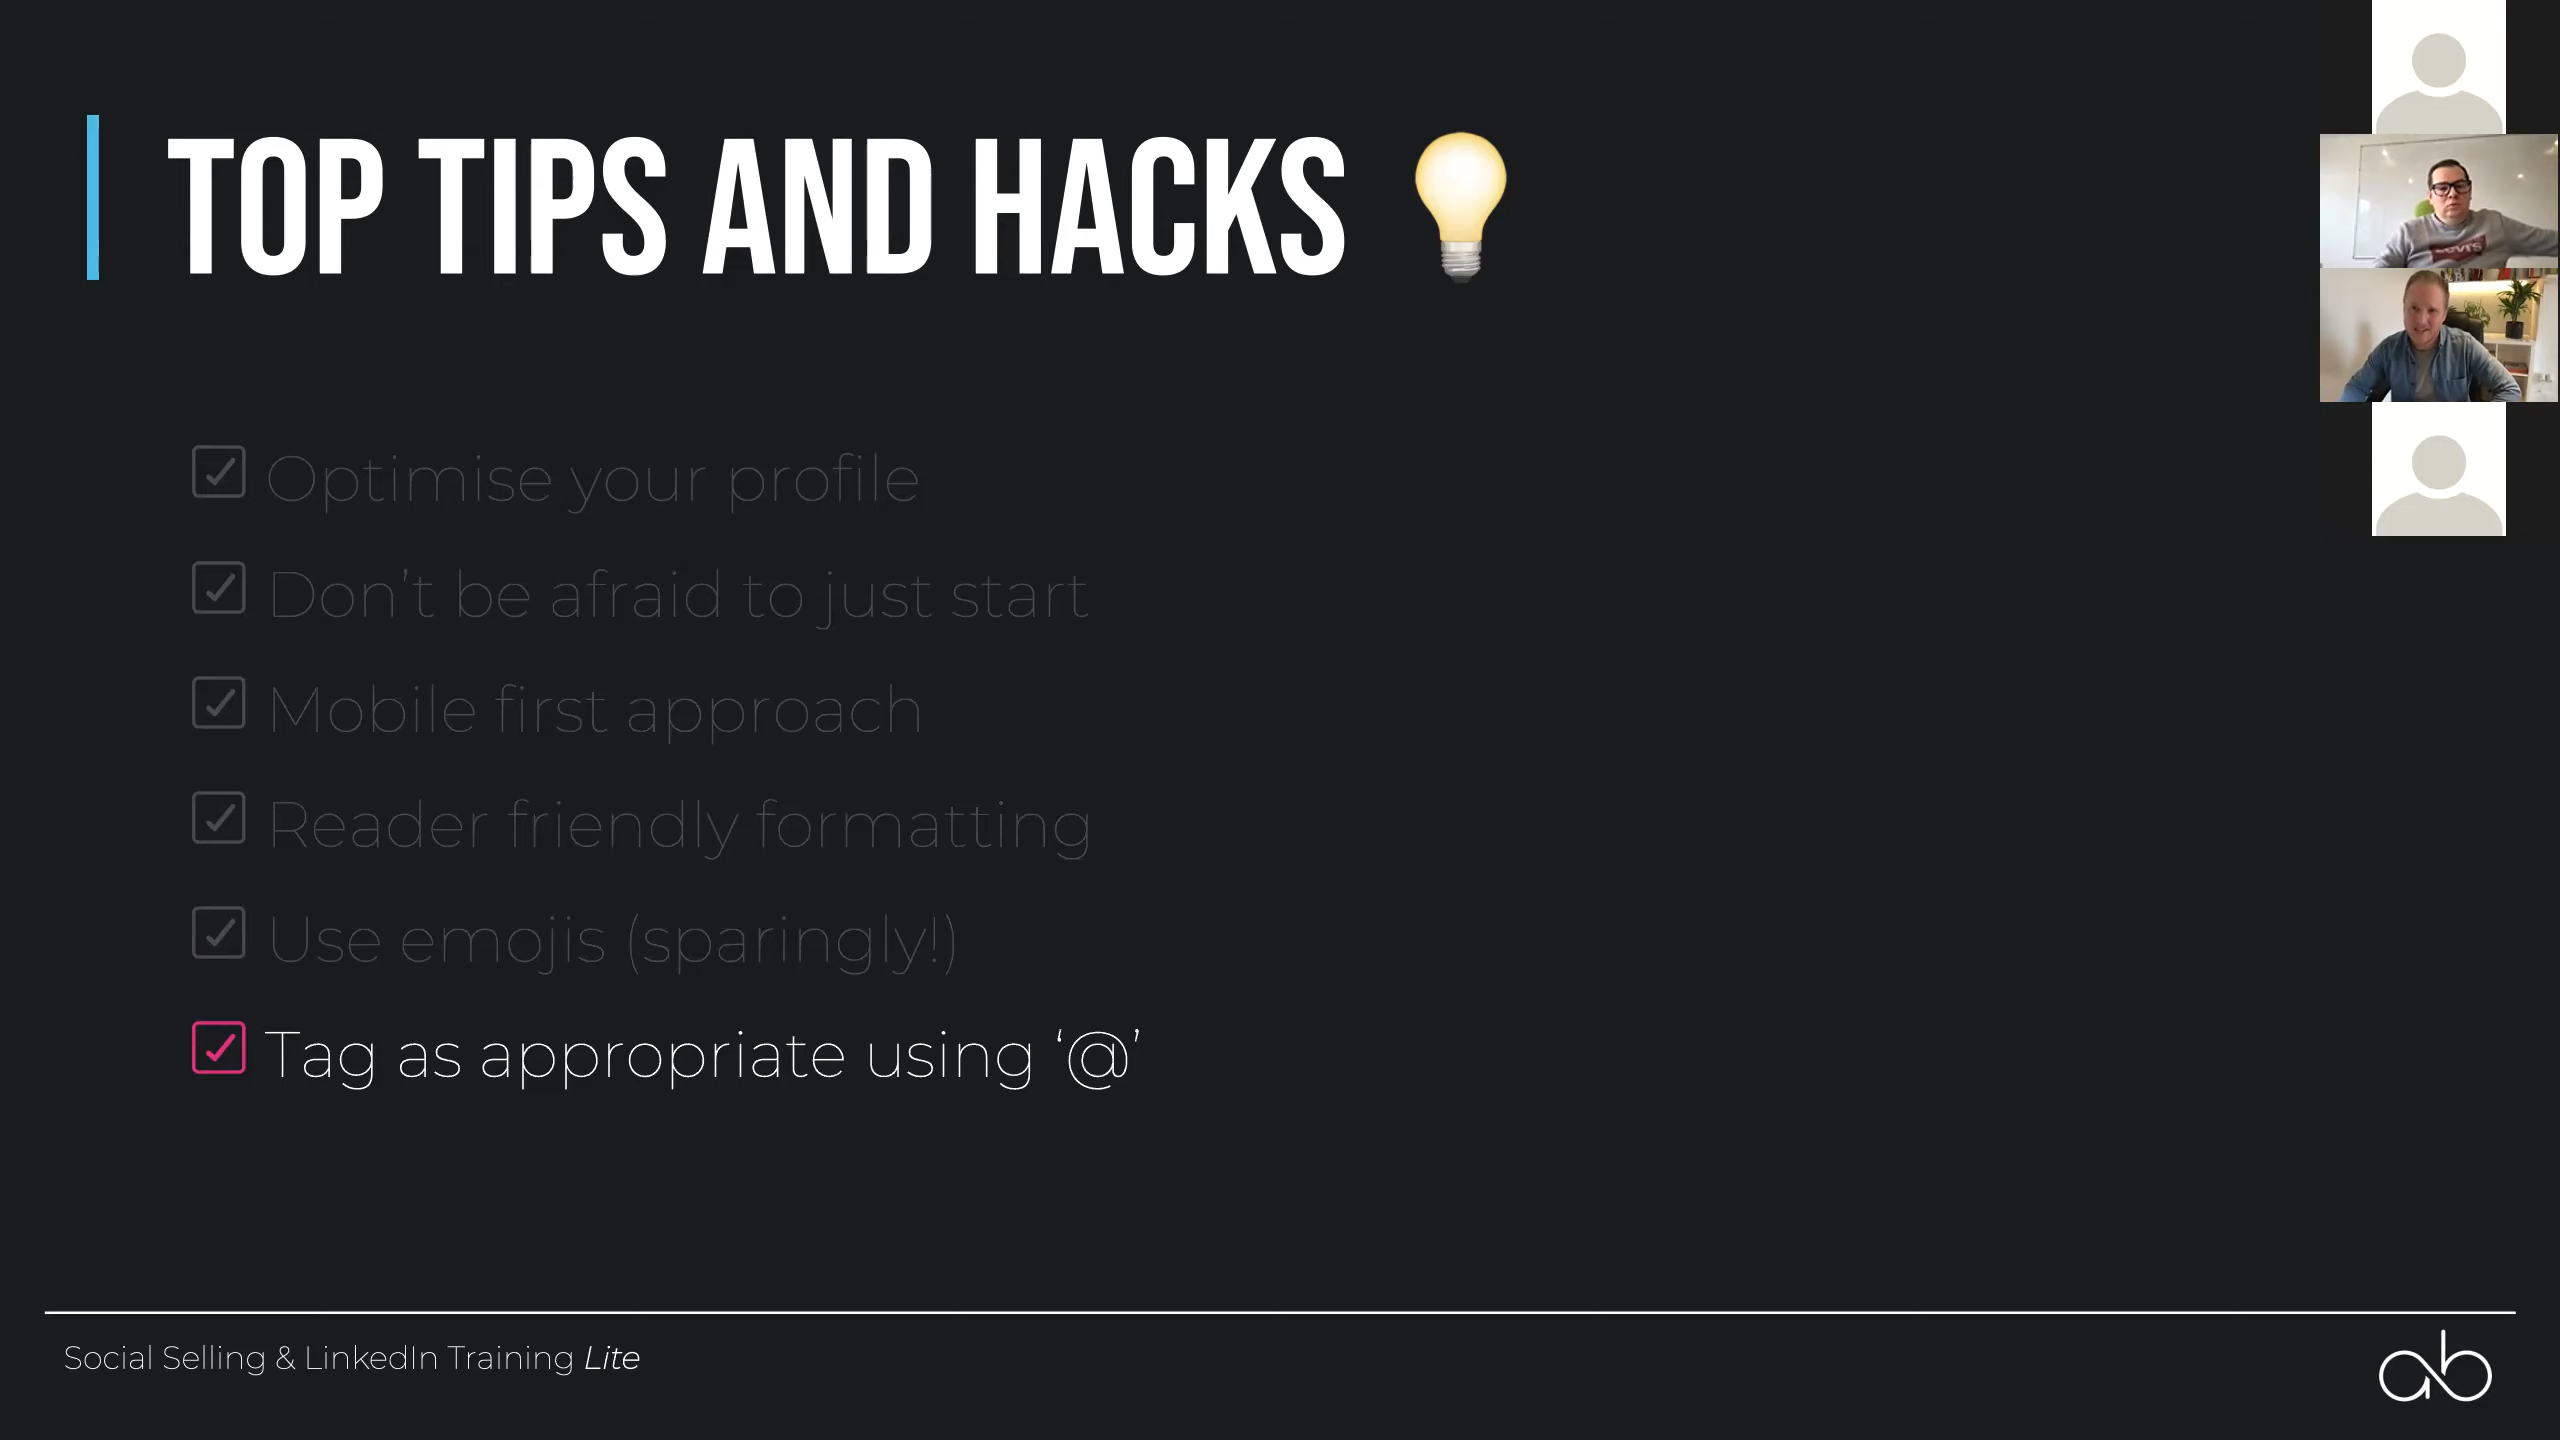 TOP TIPS AND HACKS
Optimise your profile
Don't be afraid to just start
Mobile first approach
Reader friendly formatting
Use emojis (sparingly!)
Tag as appropriate using ‘@’
Social Selling & LinkedIn Training Lite
ab
Levi's